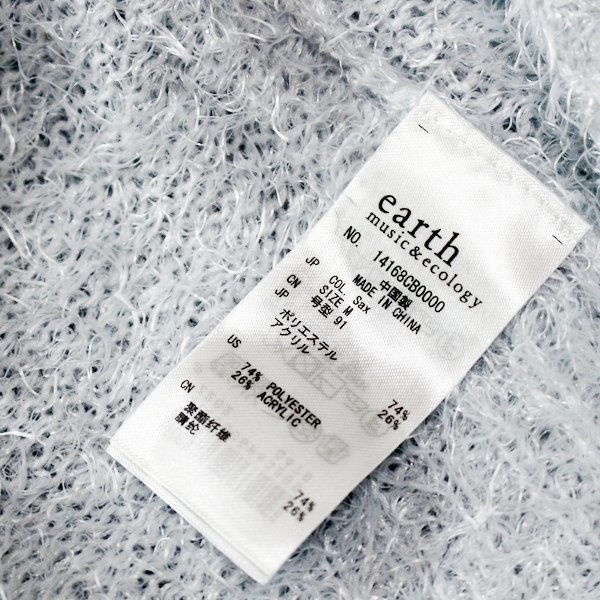 earth
music&ecology
NO. 14168CB0000
JP 中国製
MADE IN CHINA
COL. Sax
CN SIZE M
JP 号型 91
ポリエステル 74%
アクリル 26%
US 74% POLYESTER
26% ACRYLIC
CN 聚酯纤维 74%
腈纶 26%